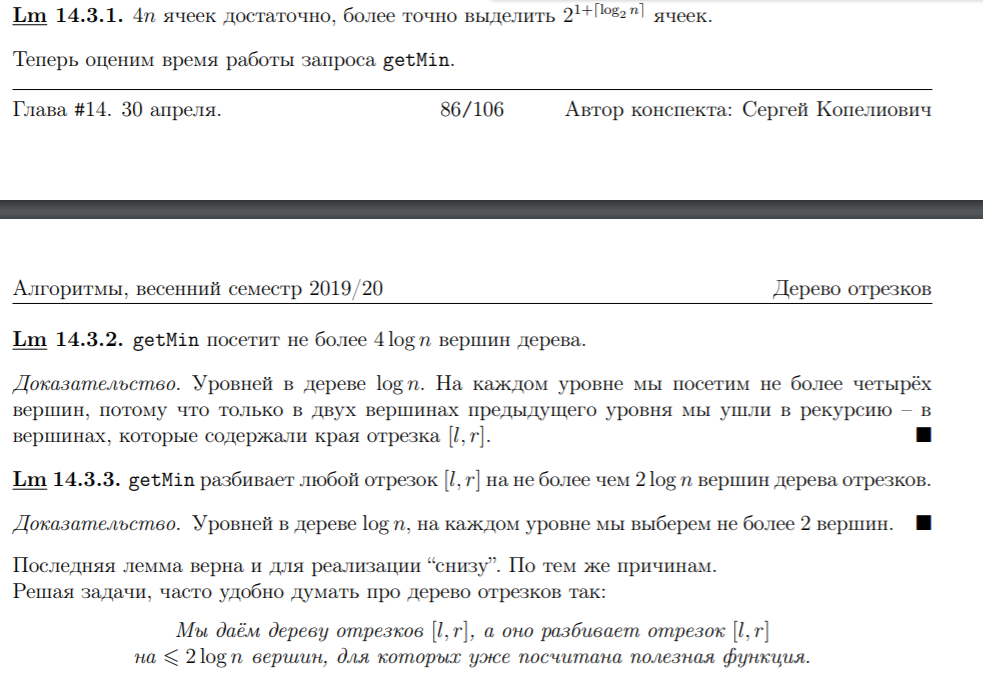 Lm 14.3.1. 4n ячеек достаточно, более точно выделить 2^{1+⌈log₂ n⌉} ячеек.
Теперь оценим время работы запроса getMin.
Глава #14. 30 апреля. 86/106 Автор конспекта: Сергей Копелиович
Алгоритмы, весенний семестр 2019/20 Дерево отрезков
Lm 14.3.2. getMin посетит не более 4 log n вершин дерева.
Доказательство. Уровней в дереве log n. На каждом уровне мы посетим не более четырёх
вершин, потому что только в двух вершинах предыдущего уровня мы ушли в рекурсию – в
вершинах, которые содержали края отрезка [l, r]. ■
Lm 14.3.3. getMin разбивает любой отрезок [l, r] на не более чем 2 log n вершин дерева отрезков.
Доказательство. Уровней в дереве log n, на каждом уровне мы выберем не более 2 вершин. ■
Последняя лемма верна и для реализации “снизу”. По тем же причинам.
Решая задачи, часто удобно думать про дерево отрезков так:
Мы даём дереву отрезков [l, r], а оно разбивает отрезок [l, r]
на ⩽ 2 log n вершин, для которых уже посчитана полезная функция.